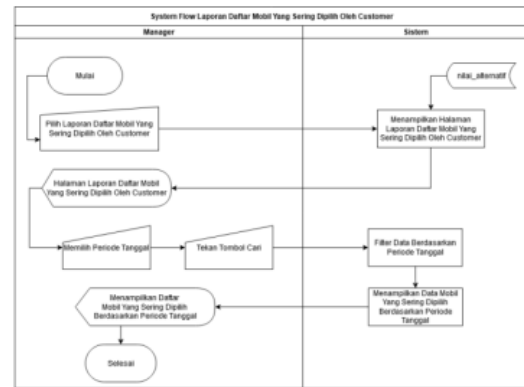 System Flow Laporan Daftar Mobil Yang Sering Dipilih Oleh Customer
Manager
Sistem
Mulai
nilai_alternatif
Pilih Laporan Daftar Mobil Yang
Sering Dipilih Oleh Customer
Menampilkan Halaman
Laporan Daftar Mobil Yang
Sering Dipilih Oleh Customer
Halaman Laporan Daftar Mobil
Yang Sering Dipilih Oleh Customer
Memilih Periode Tanggal
Tekan Tombol Cari
Filter Data Berdasarkan
Periode Tanggal
Menampilkan Daftar
Mobil Yang Sering Dipilih
Berdasarkan Periode Tanggal
Menampilkan Data Mobil
Yang Sering Dipilih
Berdasarkan Periode
Tanggal
Selesai